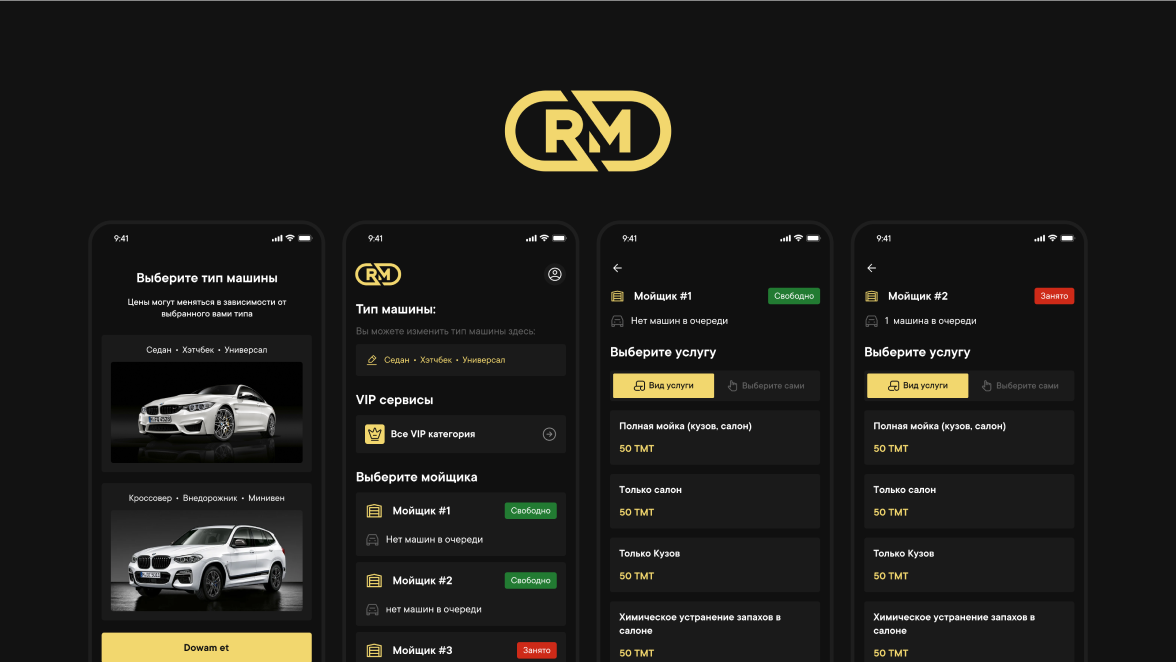 RM
9:41
Выберите тип машины
Цены могут меняться в зависимости от
выбранного вами типа
Седан • Хэтчбек • Универсал
Кроссовер • Внедорожник • Минивен
Dowam et
9:41
RM
Тип машины:
Вы можете изменить тип машины здесь:
Седан • Хэтчбек • Универсал
VIP сервисы
Все VIP категория
Выберите мойщика
Мойщик #1
Свободно
Нет машин в очереди
Мойщик #2
Свободно
нет машин в очереди
Мойщик #3
Занято
9:41
Мойщик #1
Свободно
Нет машин в очереди
Выберите услугу
Вид услуги
Выберите сами
Полная мойка (кузов, салон)
50 TMT
Только салон
50 TMT
Только Кузов
50 TMT
Химическое устранение запахов в
салоне
50 TMT
9:41
Мойщик #2
Занято
1 машина в очереди
Выберите услугу
Вид услуги
Выберите сами
Полная мойка (кузов, салон)
50 TMT
Только салон
50 TMT
Только Кузов
50 TMT
Химическое устранение запахов в
салоне
50 TMT